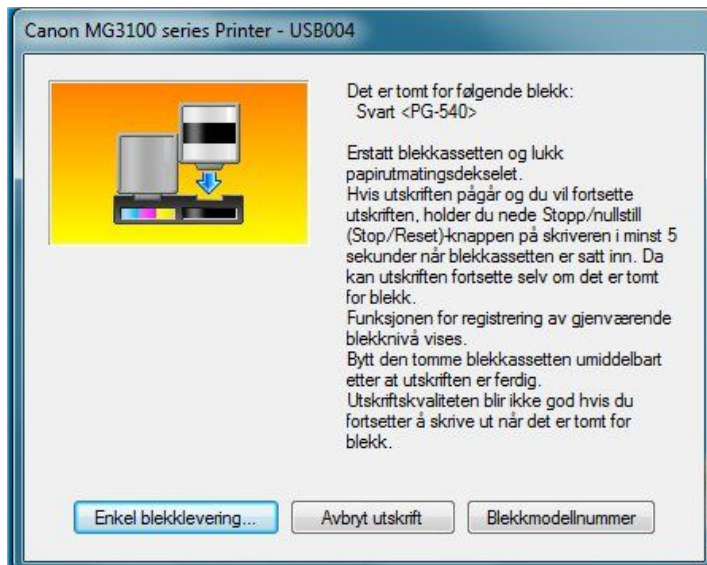 Canon MG3100 series Printer - USB004
Det er tomt for følgende blekk:
Svart <PG-540>
Erstatt blekkassetten og lukk
papirutmatingsdekselet.
Hvis utskriften pågår og du vil fortsette
utskriften, holder du nede Stopp/nullstill
(Stop/Reset)-knappen på skriveren i minst 5
sekunder når blekkassetten er satt inn. Da
kan utskriften fortsette selv om det er tomt
for blekk.
Funksjonen for registrering av gjenværende
blekknivå vises.
Bytt den tomme blekkassetten umiddelbart
etter at utskriften er ferdig.
Utskriftskvaliteten blir ikke god hvis du
fortsetter å skrive ut når det er tomt for
blekk.
Enkel blekklevering...
Avbryt utskrift
Blekkmodellnummer